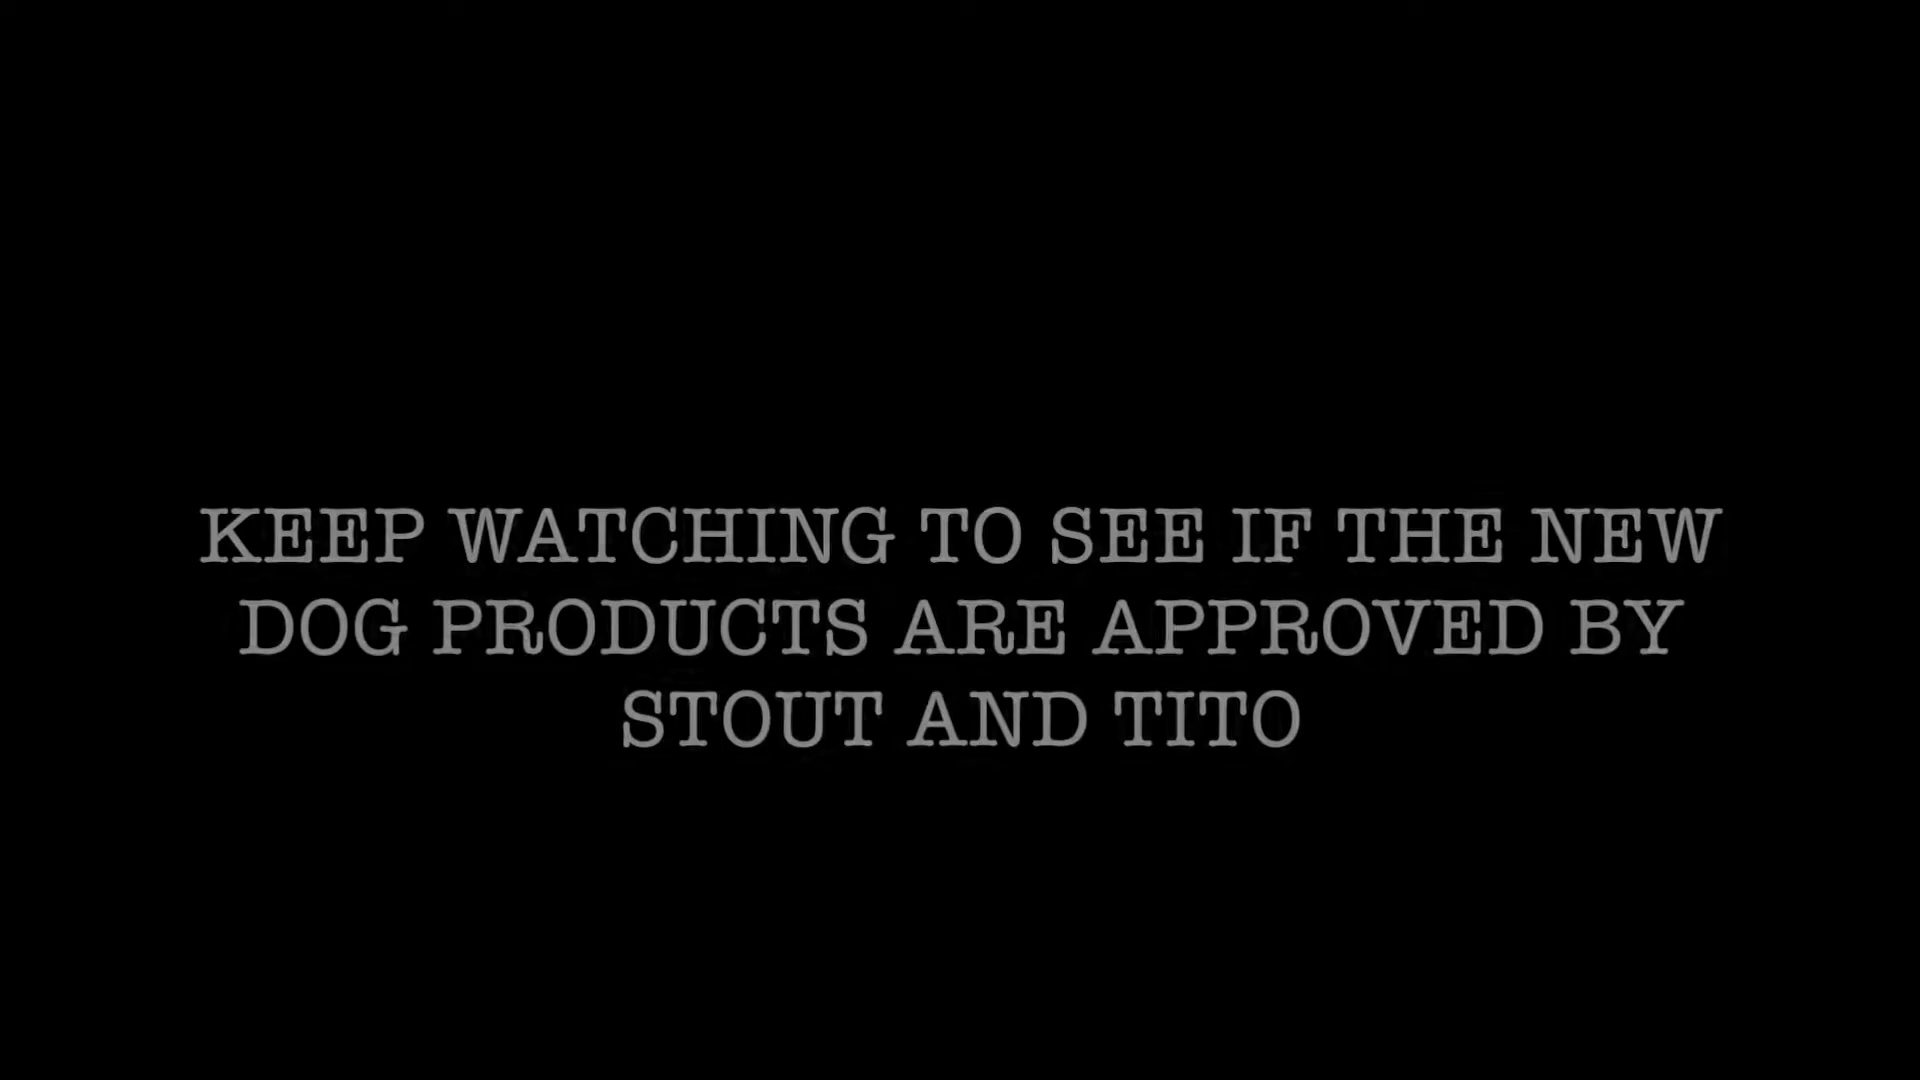 KEEP WATCHING TO SEE IF THE NEW
DOG PRODUCTS ARE APPROVED BY
STOUT AND TITO